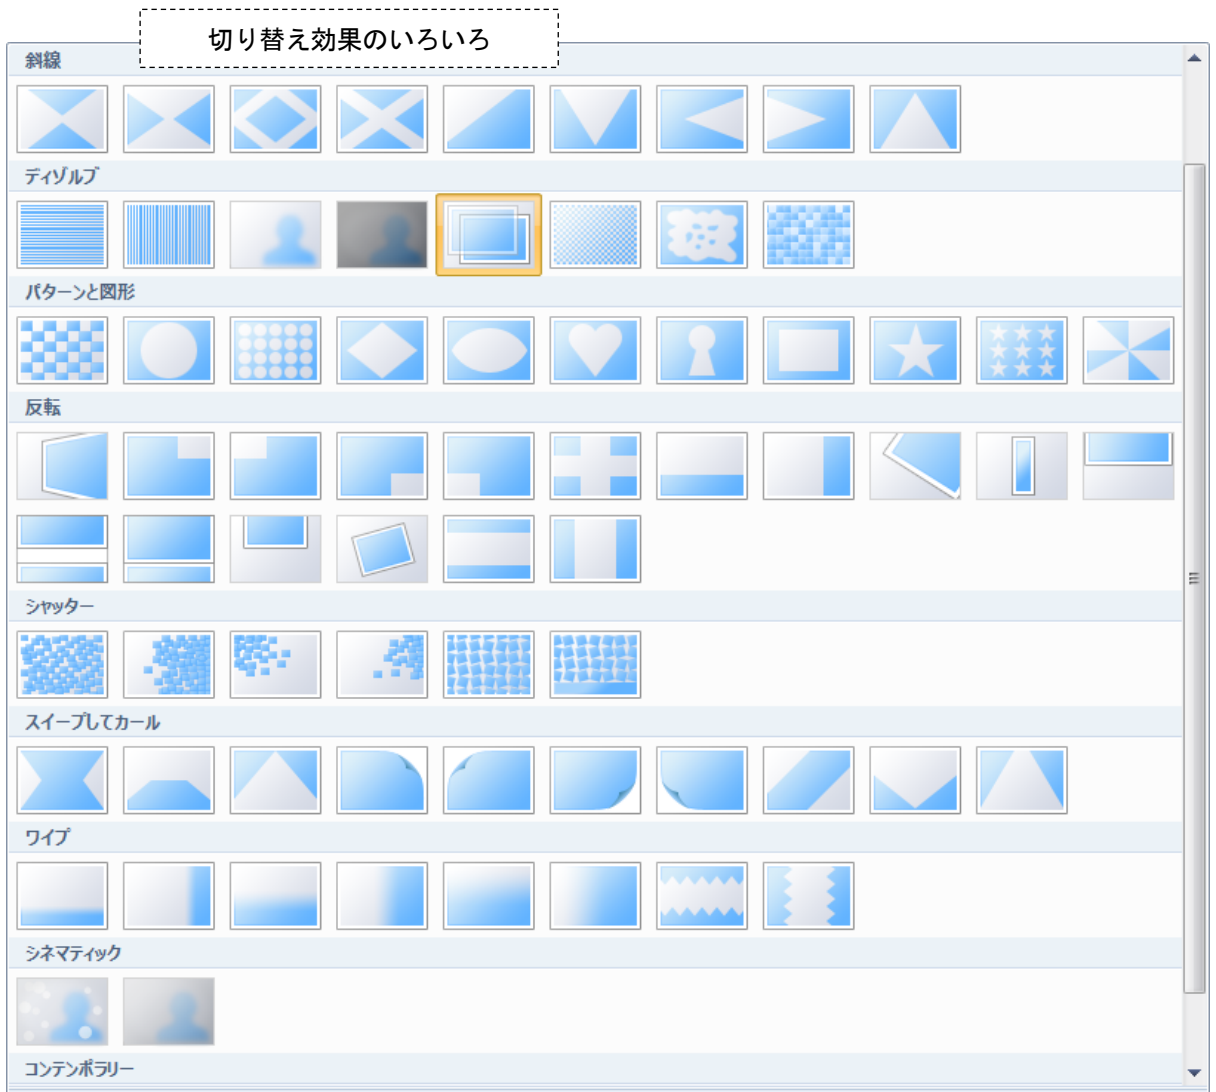 切り替え効果のいろいろ
斜線
ディゾルブ
パターンと図形
反転
シャッター
スイープしてカール
ワイプ
シネマティック
コンテンポラリー